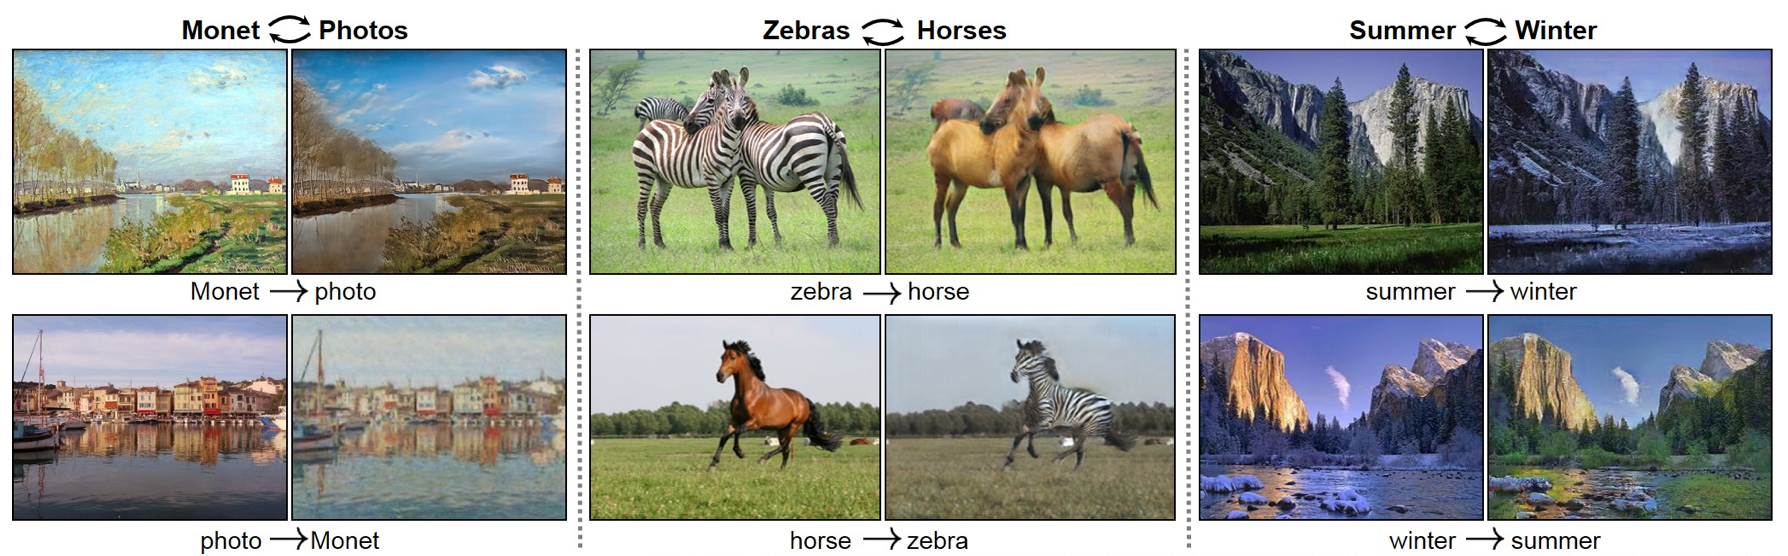 Monet ⇄ Photos
Zebras ⇄ Horses
Summer ⇄ Winter
Monet → photo
zebra → horse
summer → winter
photo → Monet
horse → zebra
winter → summer